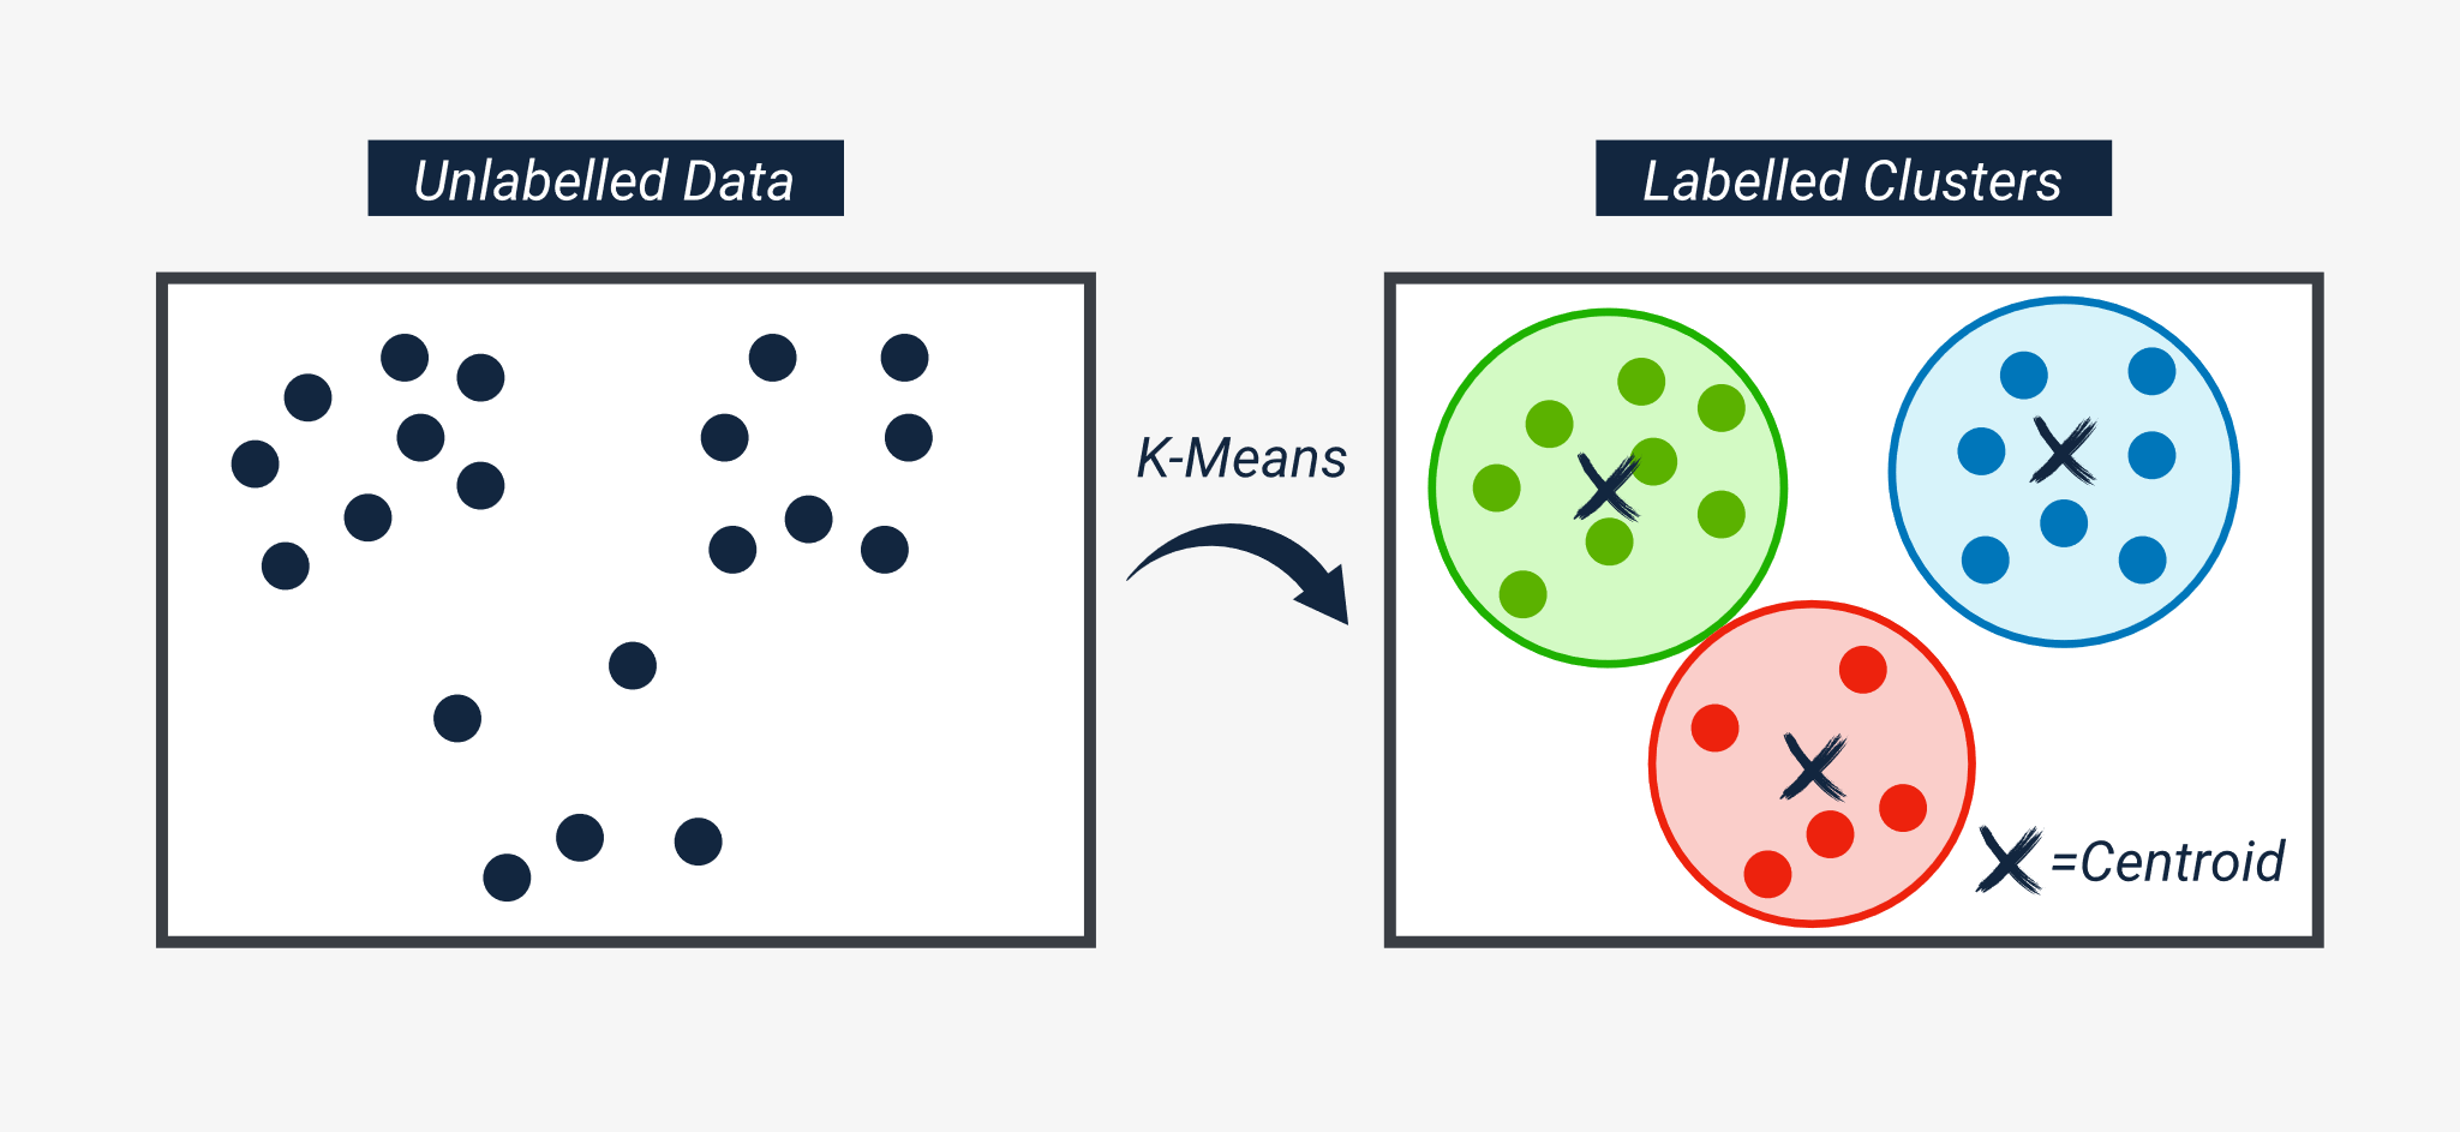 Unlabelled Data
Labelled Clusters
K-Means
=Centroid